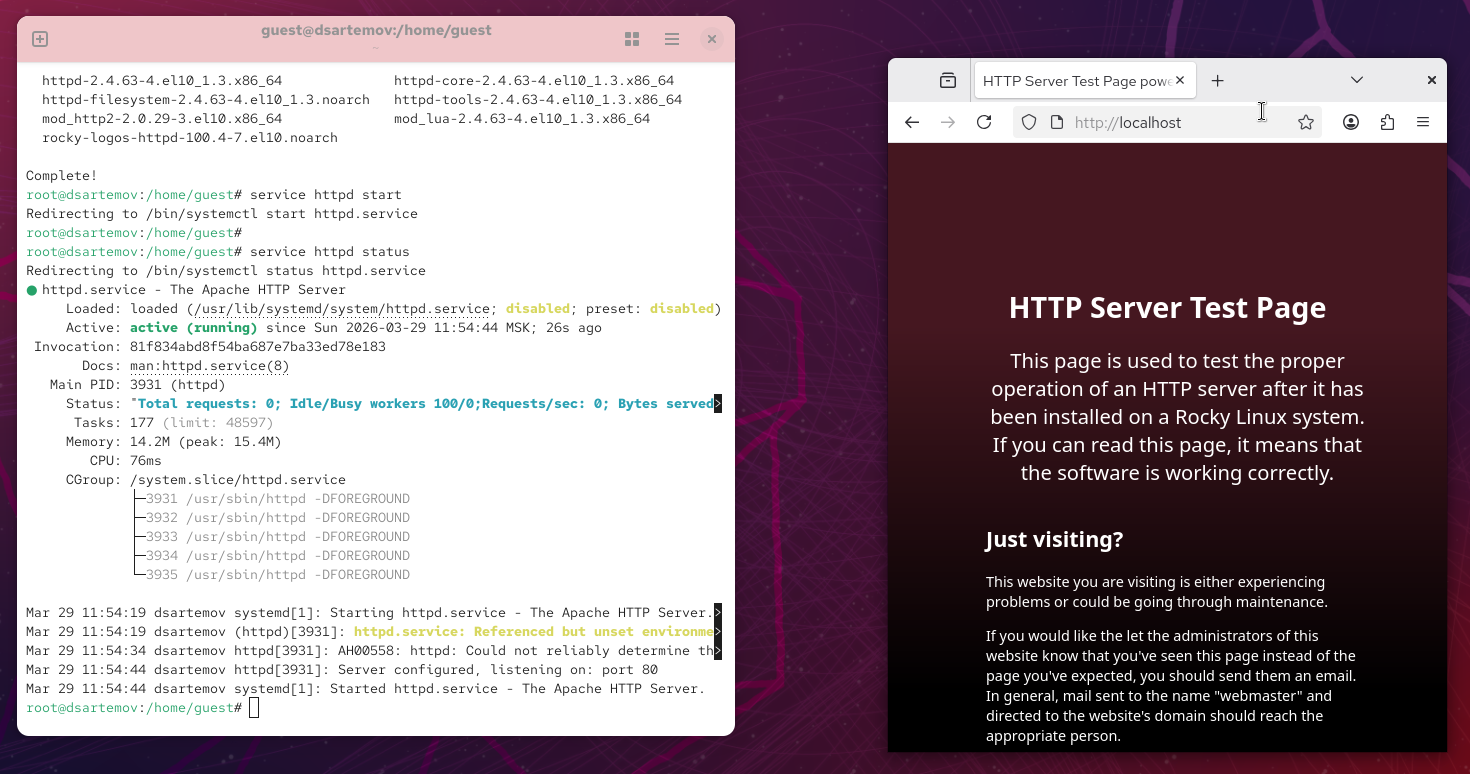 guest@dsartemov:/home/guest
~
httpd-2.4.63-4.el10_1.3.x86_64 httpd-core-2.4.63-4.el10_1.3.x86_64
httpd-filesystem-2.4.63-4.el10_1.3.noarch httpd-tools-2.4.63-4.el10_1.3.x86_64
mod_http2-2.0.29-3.el10.x86_64 mod_lua-2.4.63-4.el10_1.3.x86_64
rocky-logos-httpd-100.4-7.el10.noarch
Complete!
root@dsartemov:/home/guest# service httpd start
Redirecting to /bin/systemctl start httpd.service
root@dsartemov:/home/guest#
root@dsartemov:/home/guest# service httpd status
Redirecting to /bin/systemctl status httpd.service
● httpd.service - The Apache HTTP Server
Loaded: loaded (/usr/lib/systemd/system/httpd.service; disabled; preset: disabled)
Active: active (running) since Sun 2026-03-29 11:54:44 MSK; 26s ago
Invocation: 81f834abd8f54ba687e7ba33ed78e183
Docs: man:httpd.service(8)
Main PID: 3931 (httpd)
Status: "Total requests: 0; Idle/Busy workers 100/0;Requests/sec: 0; Bytes served>
Tasks: 177 (limit: 48597)
Memory: 14.2M (peak: 15.4M)
CPU: 76ms
CGroup: /system.slice/httpd.service
├─3931 /usr/sbin/httpd -DFOREGROUND
├─3932 /usr/sbin/httpd -DFOREGROUND
├─3933 /usr/sbin/httpd -DFOREGROUND
├─3934 /usr/sbin/httpd -DFOREGROUND
└─3935 /usr/sbin/httpd -DFOREGROUND
Mar 29 11:54:19 dsartemov systemd[1]: Starting httpd.service - The Apache HTTP Server.>
Mar 29 11:54:19 dsartemov (httpd)[3931]: httpd.service: Referenced but unset environme>
Mar 29 11:54:34 dsartemov httpd[3931]: AH00558: httpd: Could not reliably determine th>
Mar 29 11:54:44 dsartemov httpd[3931]: Server configured, listening on: port 80
Mar 29 11:54:44 dsartemov systemd[1]: Started httpd.service - The Apache HTTP Server.
root@dsartemov:/home/guest#
HTTP Server Test Page powe
http://localhost
HTTP Server Test Page
This page is used to test the proper
operation of an HTTP server after it has
been installed on a Rocky Linux system.
If you can read this page, it means that
the software is working correctly.
Just visiting?
This website you are visiting is either experiencing
problems or could be going through maintenance.
If you would like the let the administrators of this
website know that you've seen this page instead of the
page you've expected, you should send them an email.
In general, mail sent to the name "webmaster" and
directed to the website's domain should reach the
appropriate person.